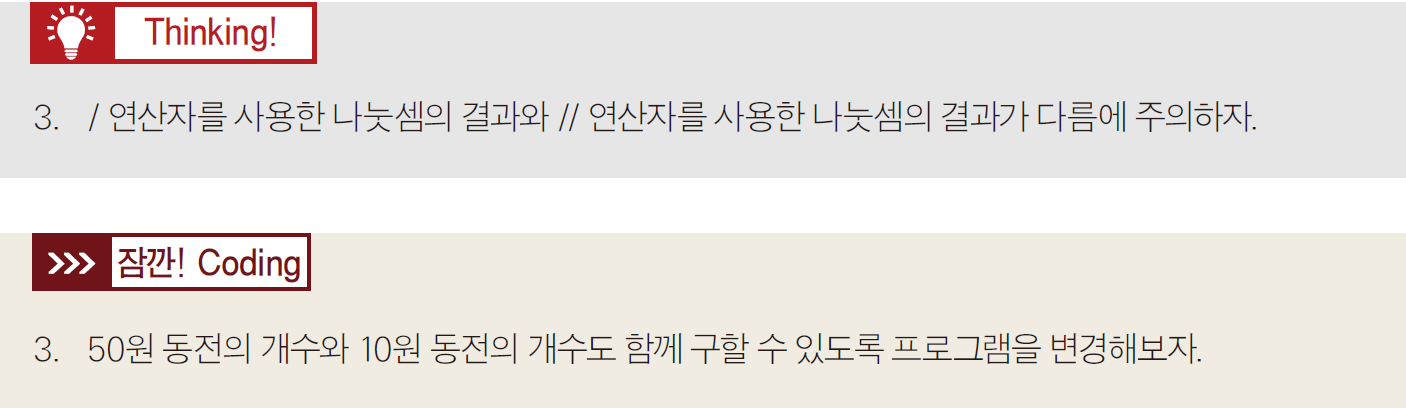 Thinking!
3. / 연산자를 사용한 나눗셈의 결과와 // 연산자를 사용한 나눗셈의 결과가 다름에 주의하자.
잠깐! Coding
3. 50원 동전의 개수와 10원 동전의 개수도 함께 구할 수 있도록 프로그램을 변경해보자.